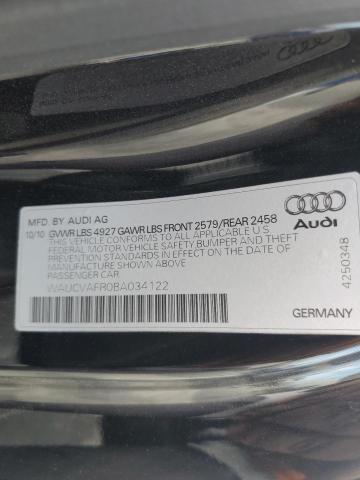 MFD. BY AUDI AG
10/10 GVWR LBS 4927 GAWR LBS FRONT 2579/REAR 2458
THIS VEHICLE CONFORMS TO ALL APPLICABLE U.S.
FEDERAL MOTOR VEHICLE SAFETY, BUMPER AND THEFT
PREVENTION STANDARDS IN EFFECT ON THE DATE OF
MANUFACTURE SHOWN ABOVE.
PASSENGER CAR
WAUCVAFR0BA034122
Audi
GERMANY
4250348